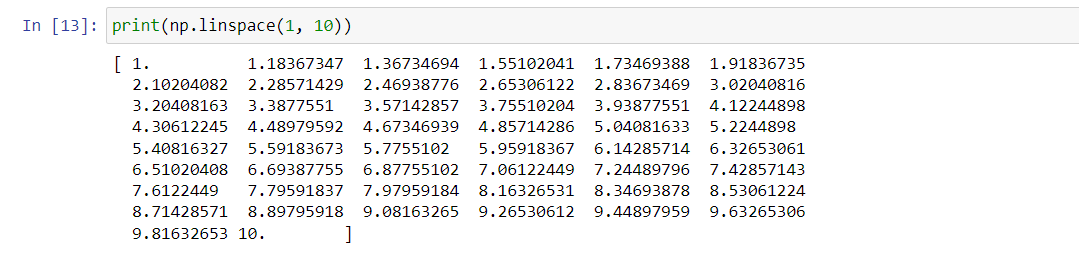 In [13]: print(np.linspace(1, 10))
[ 1.          1.18367347  1.36734694  1.55102041  1.73469388  1.91836735
  2.10204082  2.28571429  2.46938776  2.65306122  2.83673469  3.02040816
  3.20408163  3.3877551   3.57142857  3.75510204  3.93877551  4.12244898
  4.30612245  4.48979592  4.67346939  4.85714286  5.04081633  5.2244898
  5.40816327  5.59183673  5.7755102   5.95918367  6.14285714  6.32653061
  6.51020408  6.69387755  6.87755102  7.06122449  7.24489796  7.42857143
  7.6122449   7.79591837  7.97959184  8.16326531  8.34693878  8.53061224
  8.71428571  8.89795918  9.08163265  9.26530612  9.44897959  9.63265306
  9.81632653 10.        ]